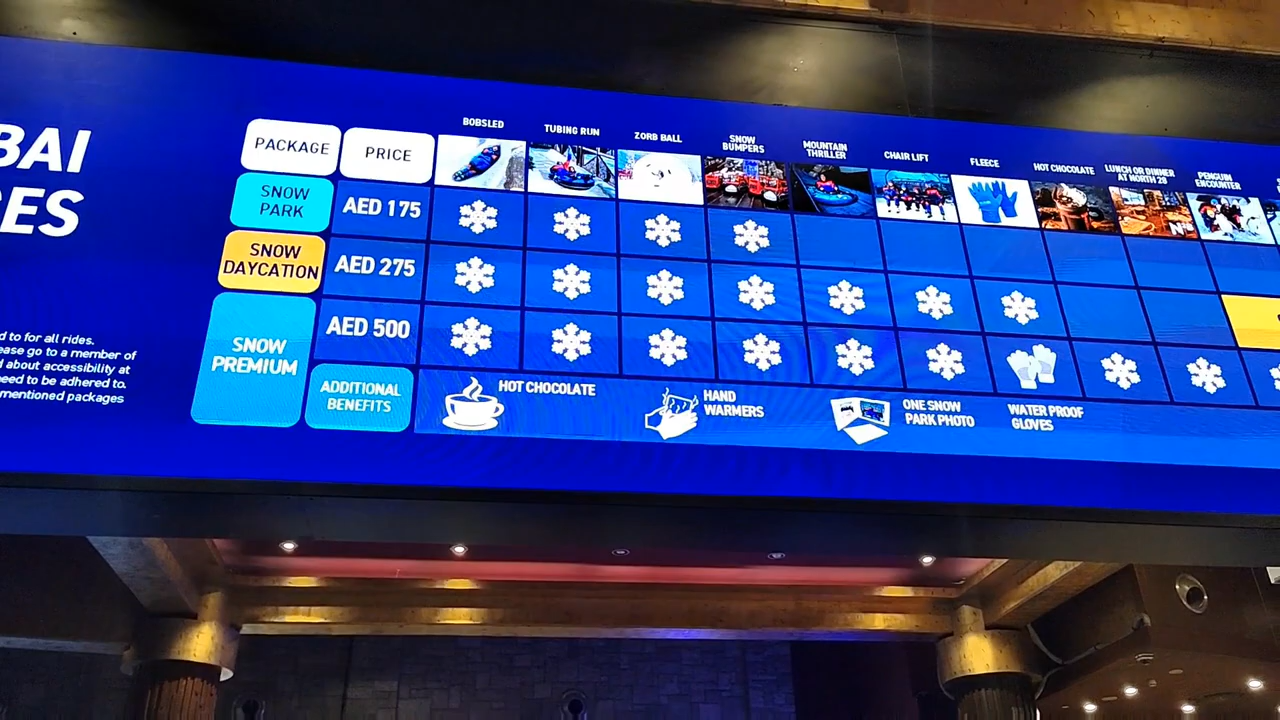 BAI
ES
d to for all rides.
ease go to a member of
d about accessibility at
need to be adhered to.
mentioned packages
PACKAGE
PRICE
BOBSLED
TUBING RUN
ZORB BALL
SNOW
BUMPERS
MOUNTAIN
THRILLER
CHAIR LIFT
FLEECE
HOT CHOCOLATE
LUNCH OR DINNER
AT NORTH 28
PENGUIN
ENCOUNTER
SNOW
PARK
AED 175
SNOW
DAYCATION
AED 275
SNOW
PREMIUM
AED 500
ADDITIONAL
BENEFITS
HOT CHOCOLATE
HAND
WARMERS
ONE SNOW
PARK PHOTO
WATER PROOF
GLOVES